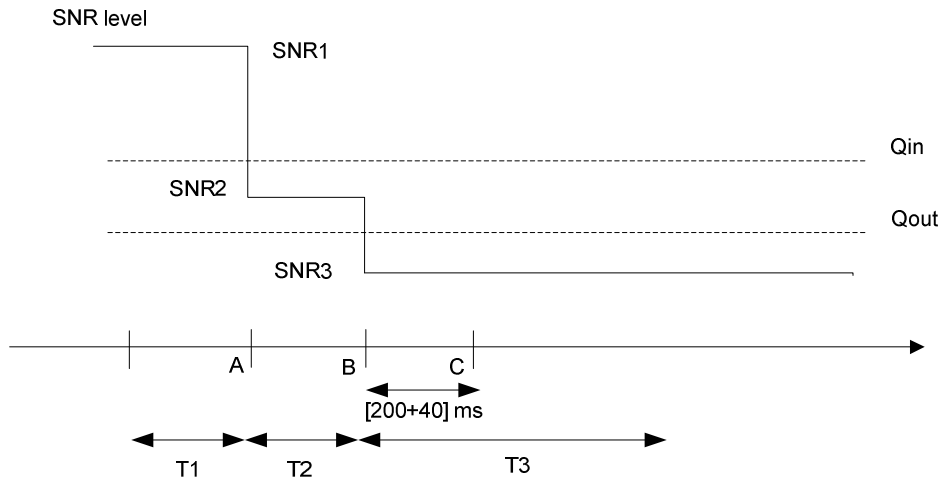 SNR level
SNR1
Qin
SNR2
Qout
SNR3
A
B
C
[200+40] ms
T1
T2
T3